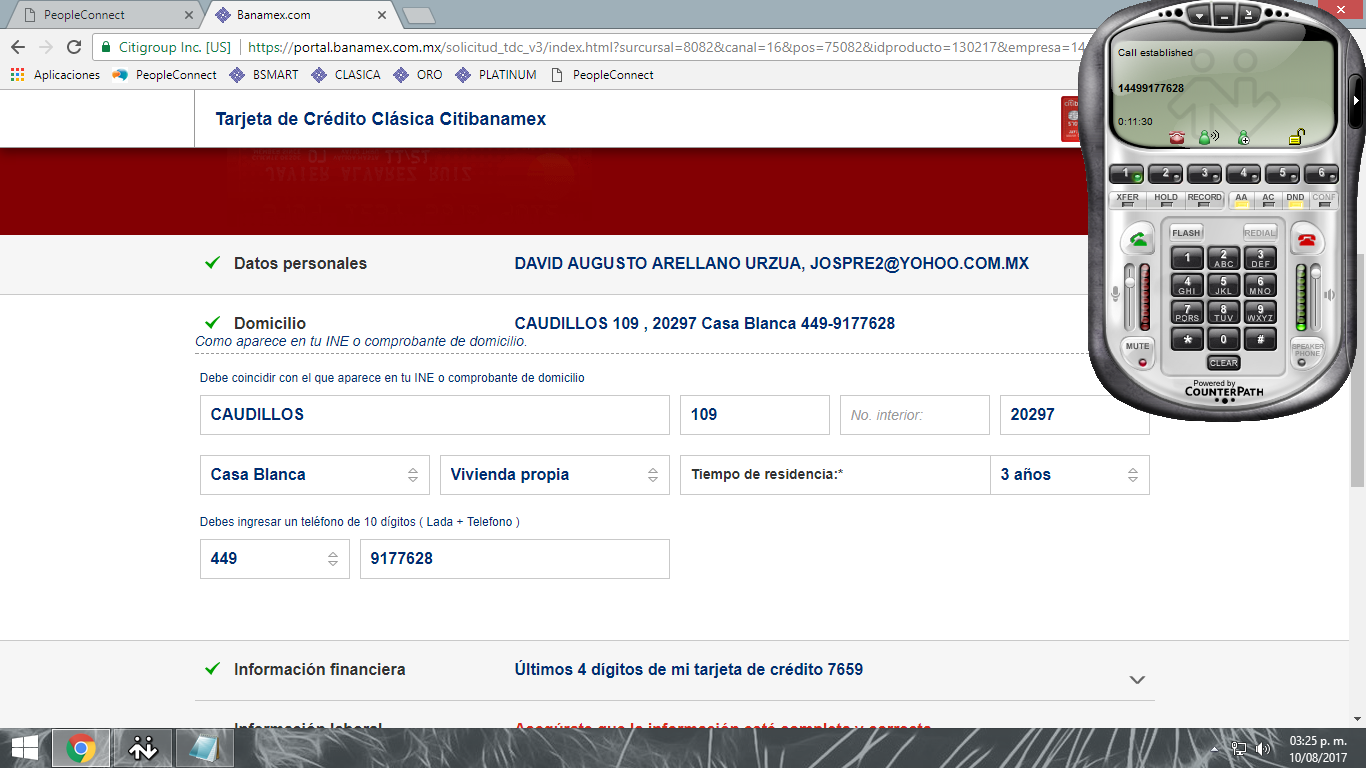 PeopleConnect
Banamex.com
Citigroup Inc. [US] https://portal.banamex.com.mx/solicitud_tdc_v3/index.html?surcursal=8082&canal=16&pos=75082&idproducto=130217&empresa=14
Aplicaciones PeopleConnect BSMART CLASICA ORO PLATINUM PeopleConnect
Tarjeta de Crédito Clásica Citibanamex
JAVIER ALVAREZ RUIZ
Datos personales DAVID AUGUSTO ARELLANO URZUA, JOSPRE2@YOHOO.COM.MX
Domicilio CAUDILLOS 109 , 20297 Casa Blanca 449-9177628
Como aparece en tu INE o comprobante de domicilio.
Debe coincidir con el que aparece en tu INE o comprobante de domicilio
CAUDILLOS 109 No. interior: 20297
Casa Blanca Vivienda propia Tiempo de residencia:* 3 años
Debes ingresar un teléfono de 10 dígitos ( Lada + Telefono )
449 9177628
Información financiera Últimos 4 dígitos de mi tarjeta de crédito 7659
Información laboral Asegúrate que la información esté completa y correcta
Call established
14499177628
0:11:30
1 2 3 4 5 6
XFER HOLD RECORD AA AC DND CONF
FLASH REDIAL
1 2 ABC 3 DEF
4 GHI 5 JKL 6 MNO
7 PQRS 8 TUV 9 WXYZ
* 0 #
MUTE CLEAR SPEAKER PHONE
Powered by
COUNTERPATH
03:25 p. m.
10/08/2017